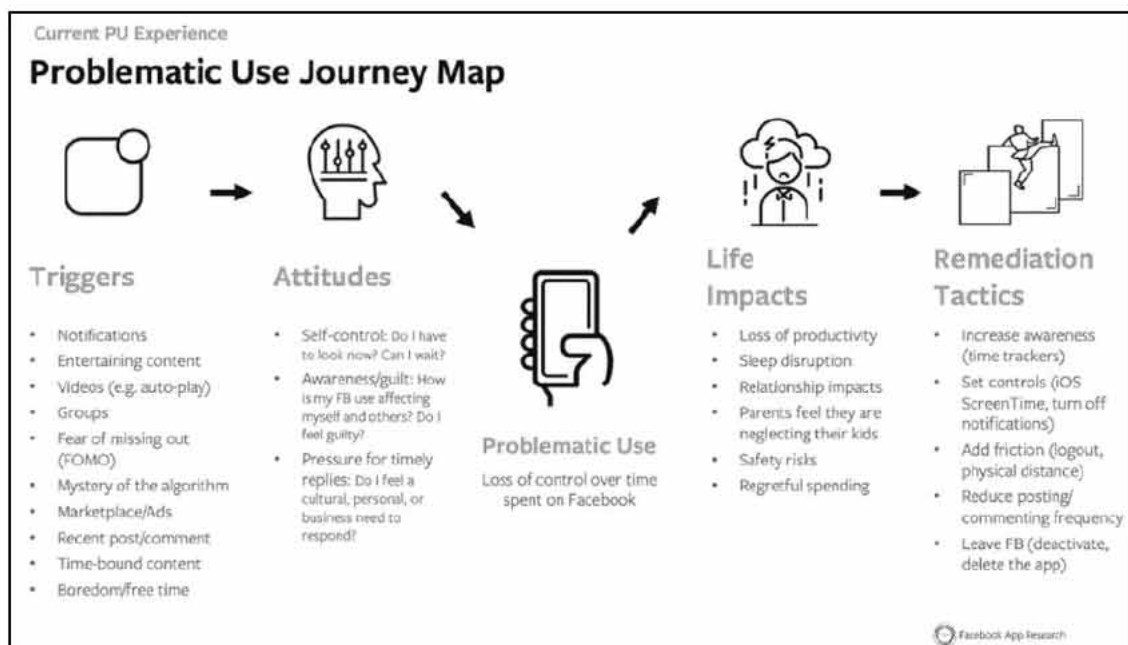 Current PU Experience
Problematic Use Journey Map
Triggers
• Notifications
• Entertaining content
• Videos (e.g. auto-play)
• Groups
• Fear of missing out
(FOMO)
• Mystery of the algorithm
• Marketplace/Ads
• Recent post/comment
• Time-bound content
• Boredom/free time
Attitudes
• Self-control: Do I have
to look now? Can I wait?
• Awareness/guilt: How
is my FB use affecting
myself and others? Do I
feel guilty?
• Pressure for timely
replies: Do I feel a
cultural, personal, or
business need to
respond?
Problematic Use
Loss of control over time
spent on Facebook
Life
Impacts
• Loss of productivity
• Sleep disruption
• Relationship impacts
• Parents feel they are
neglecting their kids
• Safety risks
• Regretful spending
Remediation
Tactics
• Increase awareness
(time trackers)
• Set controls (iOS
ScreenTime, turn off
notifications)
• Add friction (logout,
physical distance)
• Reduce posting/
commenting frequency
• Leave FB (deactivate,
delete the app)
Facebook App Research